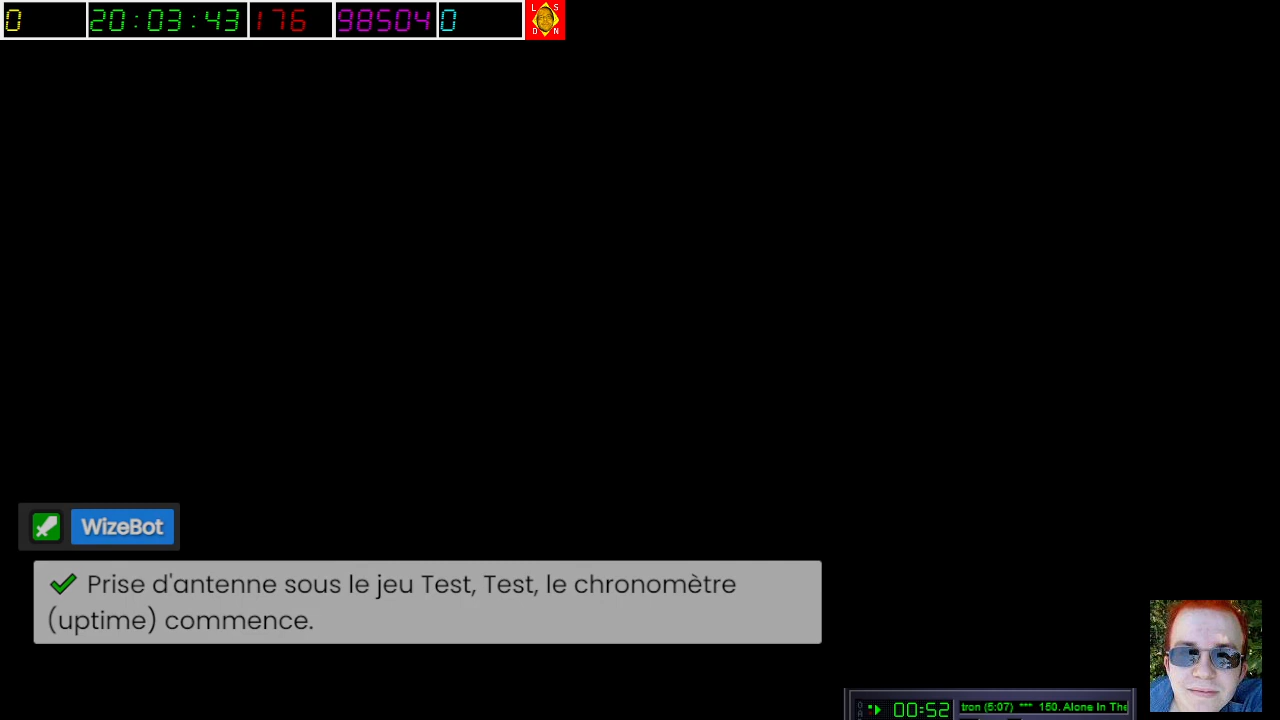 0 20:03:43 176 98504 0 L S D N
WizeBot
Prise d'antenne sous le jeu Test, Test, le chronomètre
(uptime) commence.
00:52 tron (5:07) *** 150. Alone In The